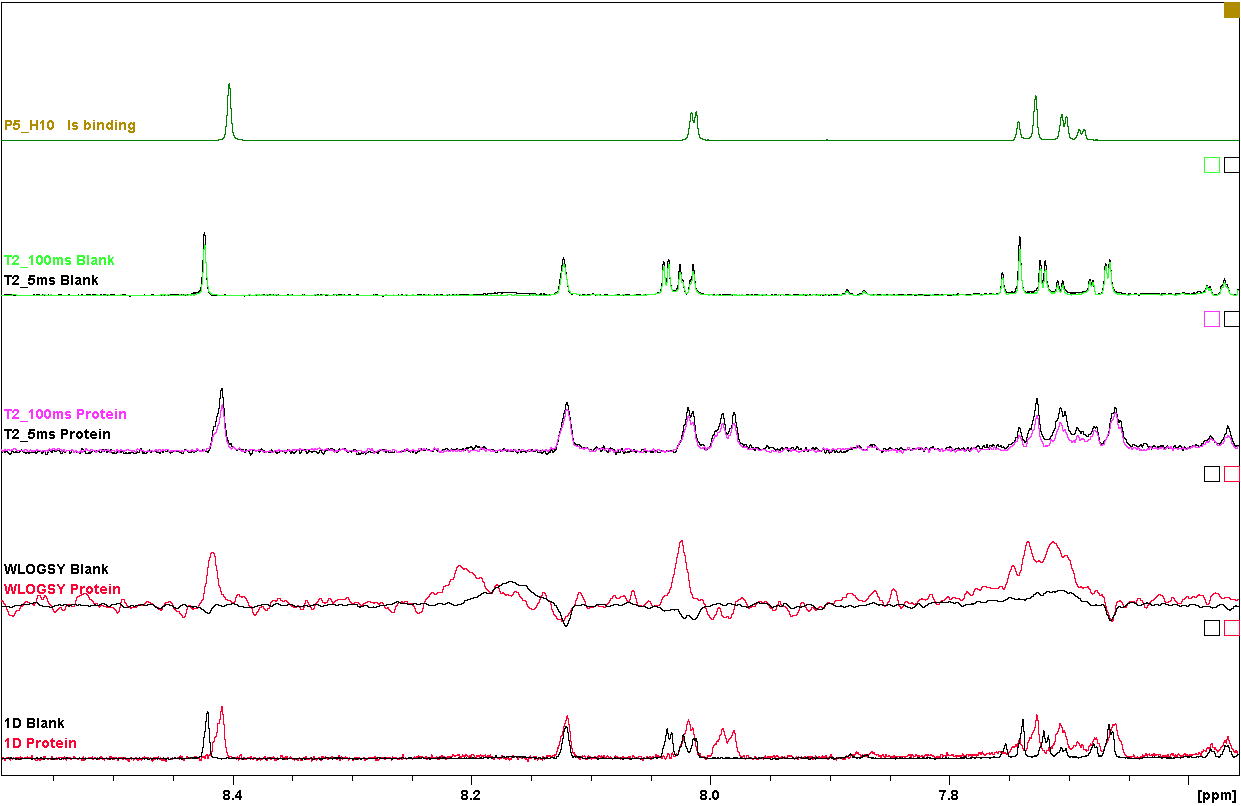 P5_H10 Is binding
T2_100ms Blank
T2_5ms Blank
T2_100ms Protein
T2_5ms Protein
WLOGSY Blank
WLOGSY Protein
1D Blank
1D Protein
8.4 8.2 8.0 7.8 [ppm]